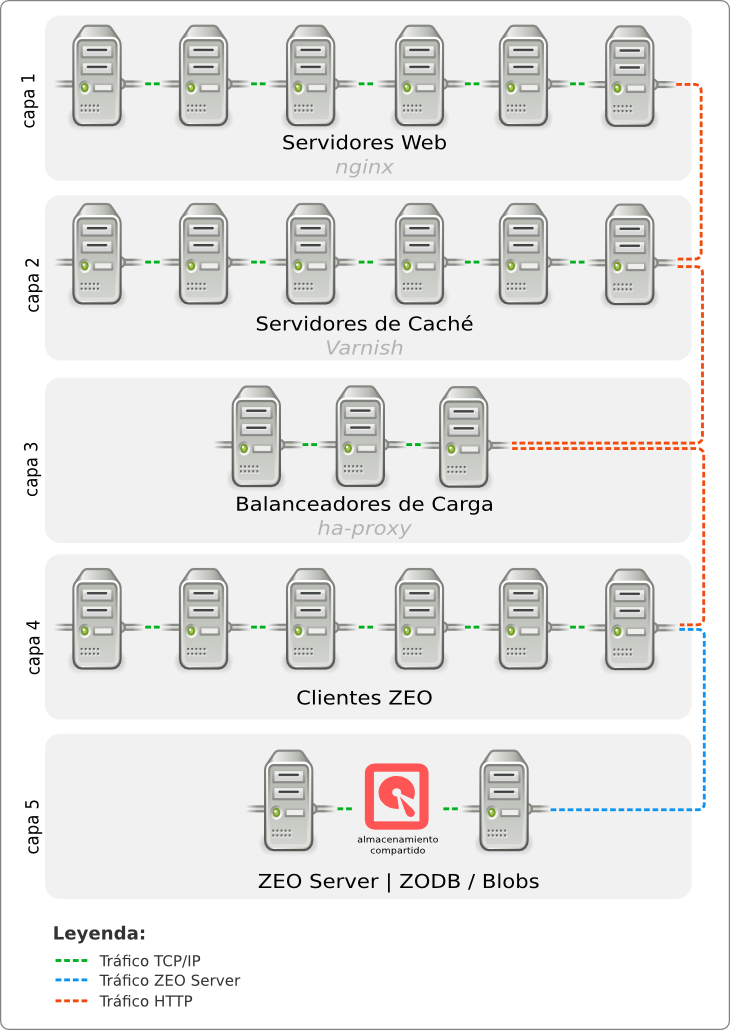 capa 1
Servidores Web
nginx
capa 2
Servidores de Caché
Varnish
capa 3
Balanceadores de Carga
ha-proxy
capa 4
Clientes ZEO
capa 5
almacenamiento
compartido
ZEO Server | ZODB / Blobs
Leyenda:
Tráfico TCP/IP
Tráfico ZEO Server
Tráfico HTTP